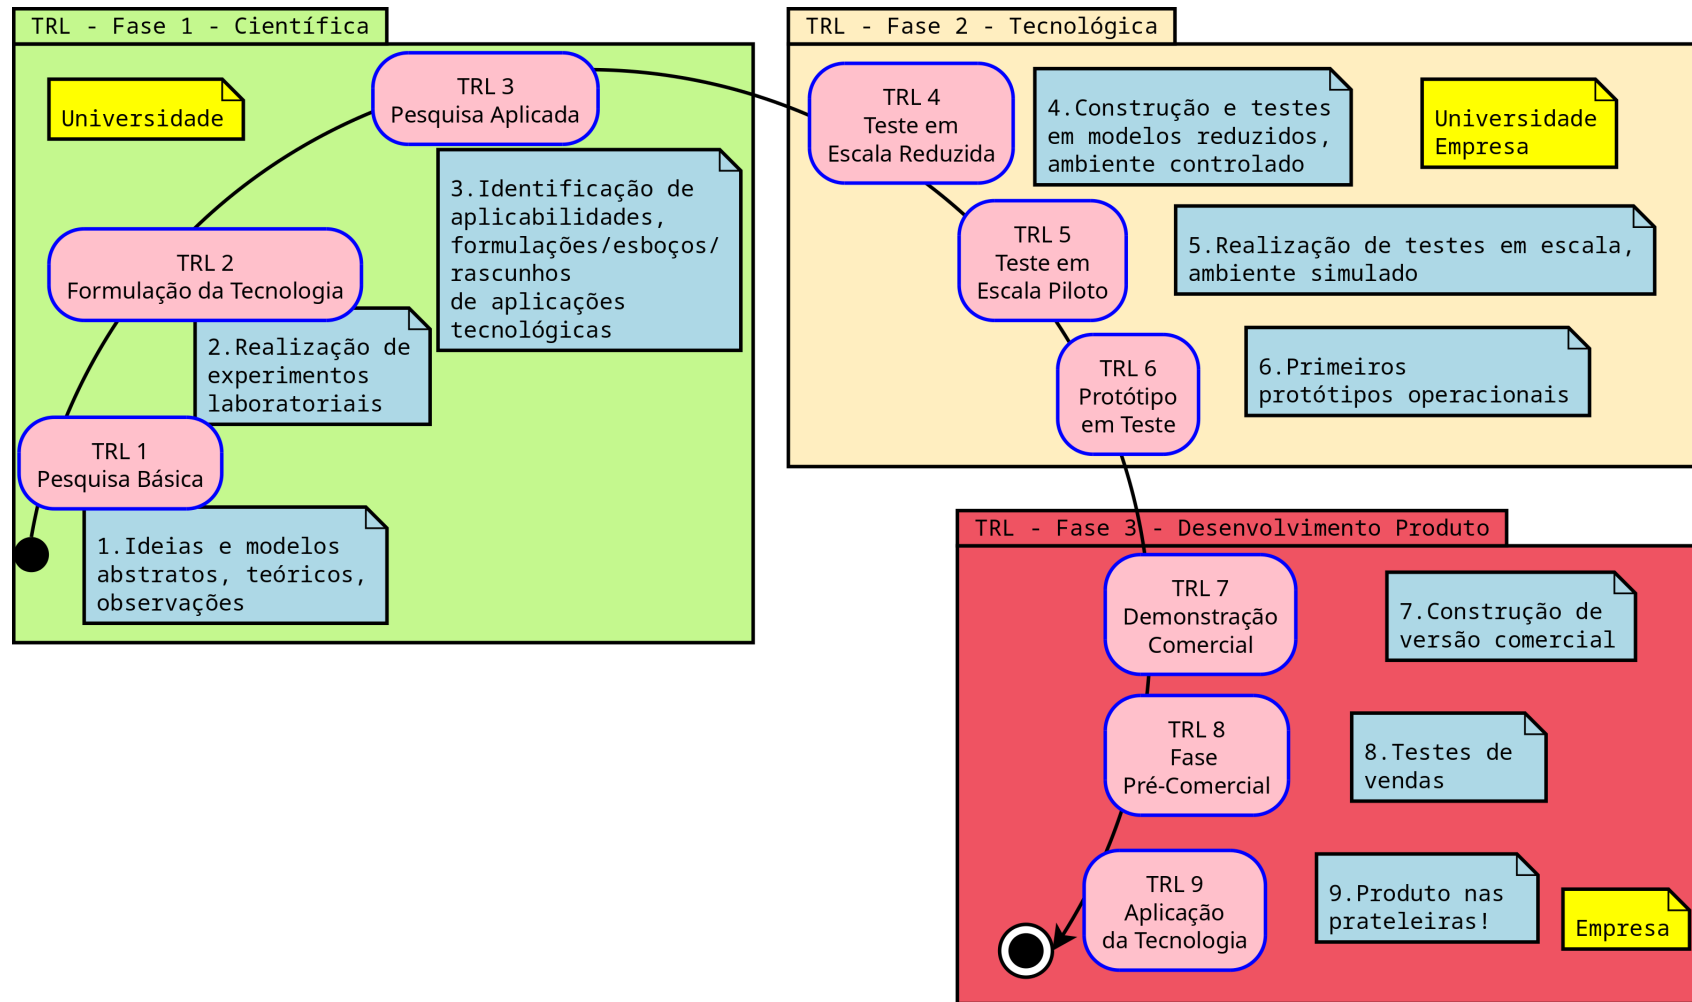 TRL - Fase 1 - Científica
Universidade
TRL 3
Pesquisa Aplicada
3.Identificação de
aplicabilidades,
formulações/esboços/
rascunhos
de aplicações
tecnológicas
TRL 2
Formulação da Tecnologia
2.Realização de
experimentos
laboratoriais
TRL 1
Pesquisa Básica
1.Ideias e modelos
abstratos, teóricos,
observações
TRL - Fase 2 - Tecnológica
TRL 4
Teste em
Escala Reduzida
4.Construção e testes
em modelos reduzidos,
ambiente controlado
Universidade
Empresa
TRL 5
Teste em
Escala Piloto
5.Realização de testes em escala,
ambiente simulado
TRL 6
Protótipo
em Teste
6.Primeiros
protótipos operacionais
TRL - Fase 3 - Desenvolvimento Produto
TRL 7
Demonstração
Comercial
7.Construção de
versão comercial
TRL 8
Fase
Pré-Comercial
8.Testes de
vendas
TRL 9
Aplicação
da Tecnologia
9.Produto nas
prateleiras!
Empresa